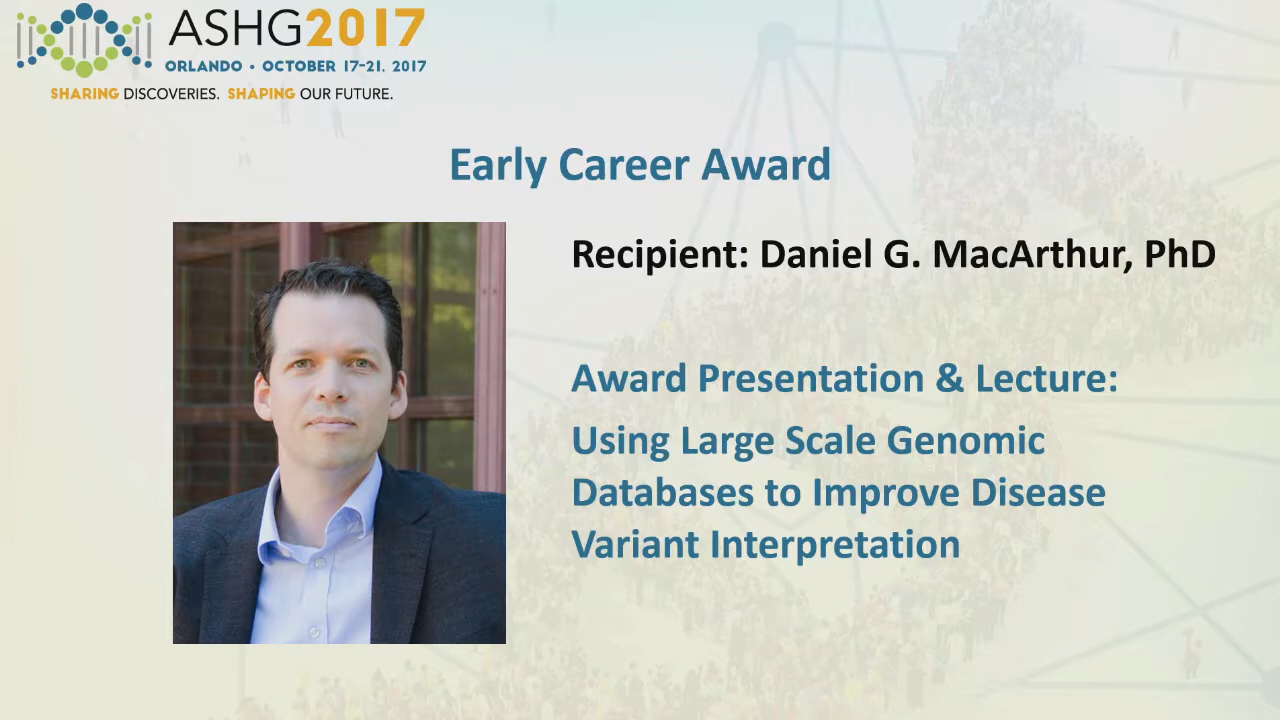 ASHG2017
ORLANDO • OCTOBER 17–21, 2017
SHARING DISCOVERIES. SHAPING OUR FUTURE.
Early Career Award
Recipient: Daniel G. MacArthur, PhD
Award Presentation & Lecture:
Using Large Scale Genomic
Databases to Improve Disease
Variant Interpretation